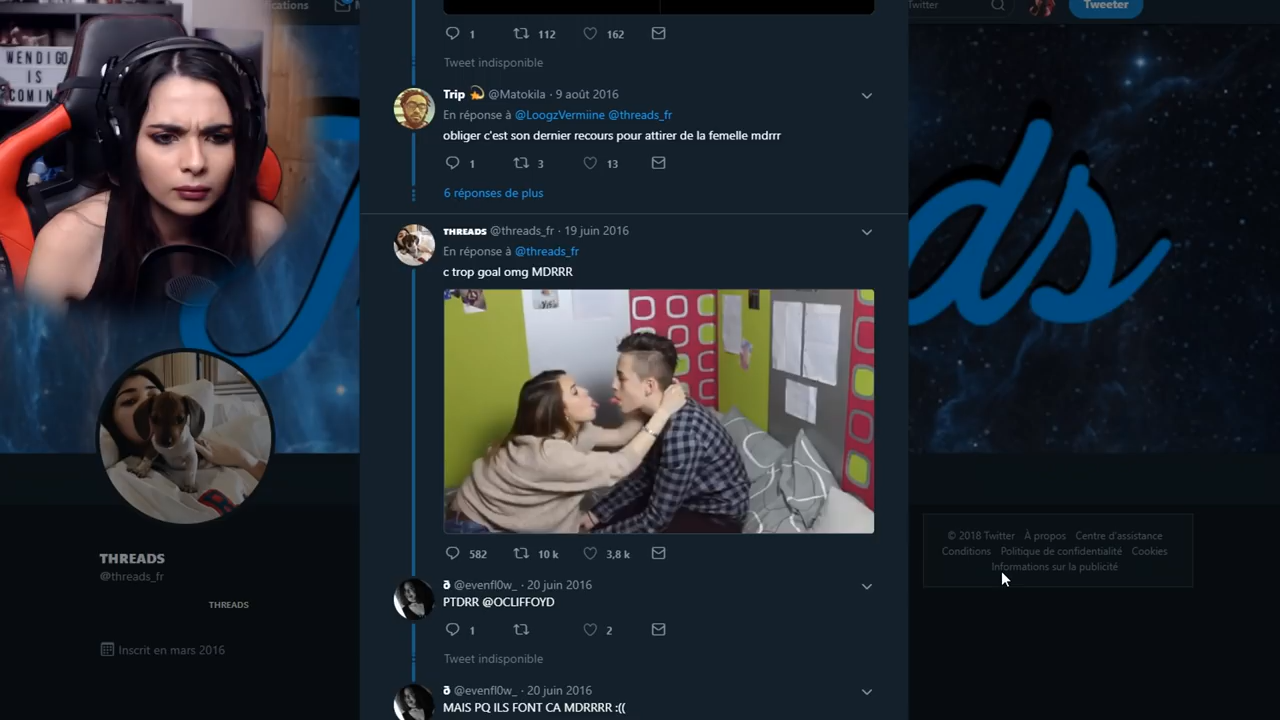 fications
M
Twitter
Tweeter
WENDIGO
IS
COMIN
1 112 162
Tweet indisponible
Trip @Matokila · 9 août 2016
En réponse à @LoogzVermiine @threads_fr
obliger c'est son dernier recours pour attirer de la femelle mdrrr
1 3 13
6 réponses de plus
THREADS @threads_fr · 19 juin 2016
En réponse à @threads_fr
c trop goal omg MDRRR
582 10 k 3,8 k
ð @evenfl0w_ · 20 juin 2016
PTDRR @OCLIFFOYD
1 2
Tweet indisponible
ð @evenfl0w_ · 20 juin 2016
MAIS PQ ILS FONT CA MDRRRR :((
ds
THREADS
@threads_fr
THREADS
Inscrit en mars 2016
© 2018 Twitter À propos Centre d'assistance
Conditions Politique de confidentialité Cookies
Informations sur la publicité